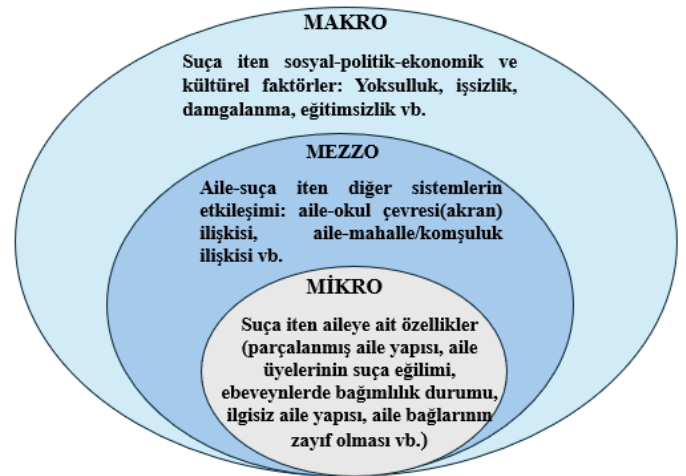 MAKRO
Suça iten sosyal-politik-ekonomik ve
kültürel faktörler: Yoksulluk, işsizlik,
damgalanma, eğitimsizlik vb.
MEZZO
Aile-suça iten diğer sistemlerin
etkileşimi: aile-okul çevresi(akran)
ilişkisi, aile-mahalle/komşuluk
ilişkisi vb.
MİKRO
Suça iten aileye ait özellikler
(parçalanmış aile yapısı, aile
üyelerinin suça eğilimi,
ebeveynlerde bağımlılık durumu,
ilgisiz aile yapısı, aile bağlarının
zayıf olması vb.)